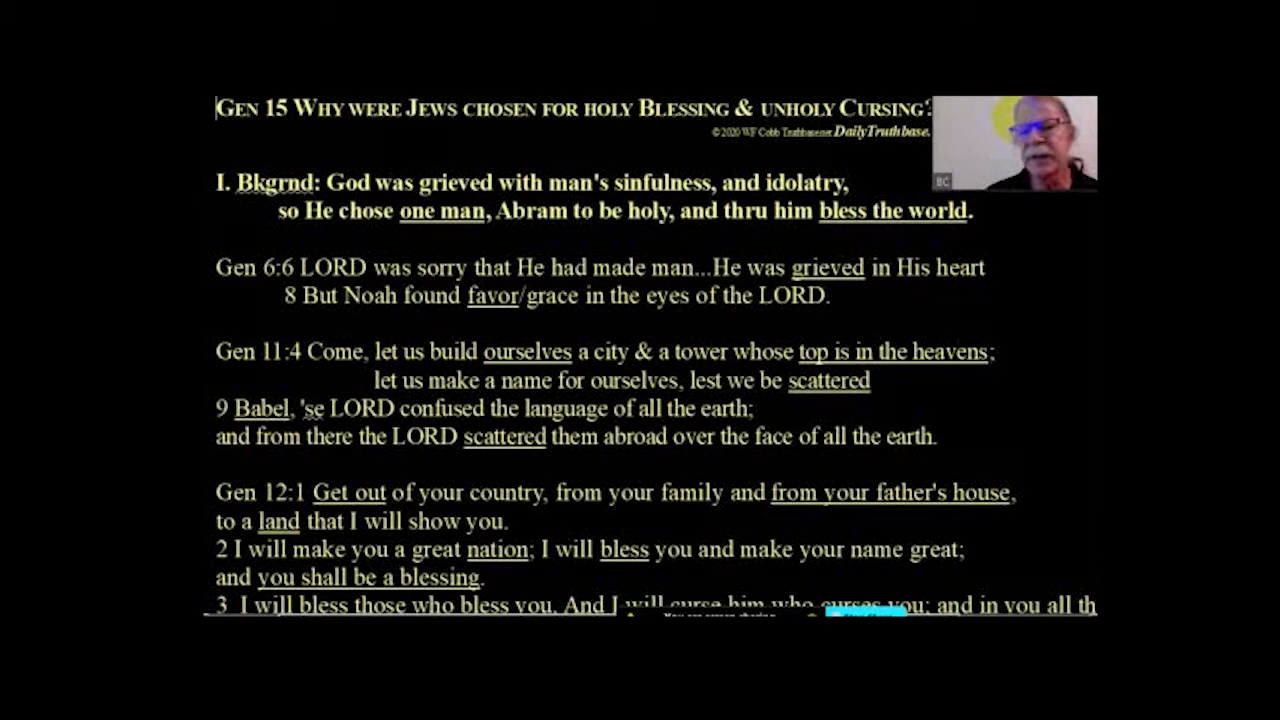 GEN 15 WHY WERE JEWS CHOSEN FOR HOLY BLESSING & UNHOLY CURSING?
©2020 WF Cobb Truthbase.net DailyTruthbase.
BC
I. Bkgrnd: God was grieved with man's sinfulness, and idolatry,
so He chose one man, Abram to be holy, and thru him bless the world.
Gen 6:6 LORD was sorry that He had made man...He was grieved in His heart
8 But Noah found favor/grace in the eyes of the LORD.
Gen 11:4 Come, let us build ourselves a city & a tower whose top is in the heavens;
let us make a name for ourselves, lest we be scattered
9 Babel, 'se LORD confused the language of all the earth;
and from there the LORD scattered them abroad over the face of all the earth.
Gen 12:1 Get out of your country, from your family and from your father's house,
to a land that I will show you.
2 I will make you a great nation; I will bless you and make your name great;
and you shall be a blessing.
3 I will bless those who bless you, And I will curse him who curses you; and in you all th